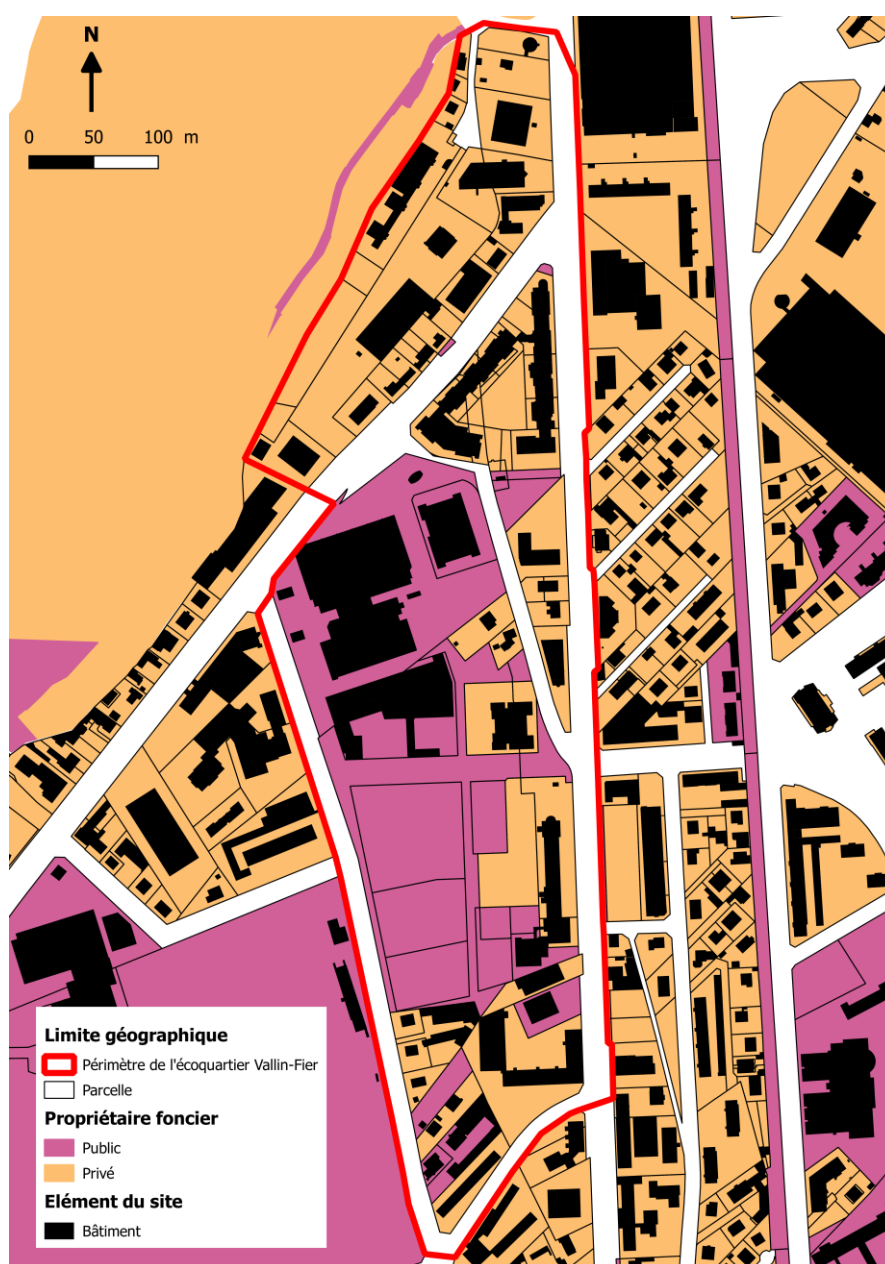 N
0 50 100 m
Limite géographique
Périmètre de l'écoquartier Vallin-Fier
Parcelle
Propriétaire foncier
Public
Privé
Elément du site
Bâtiment